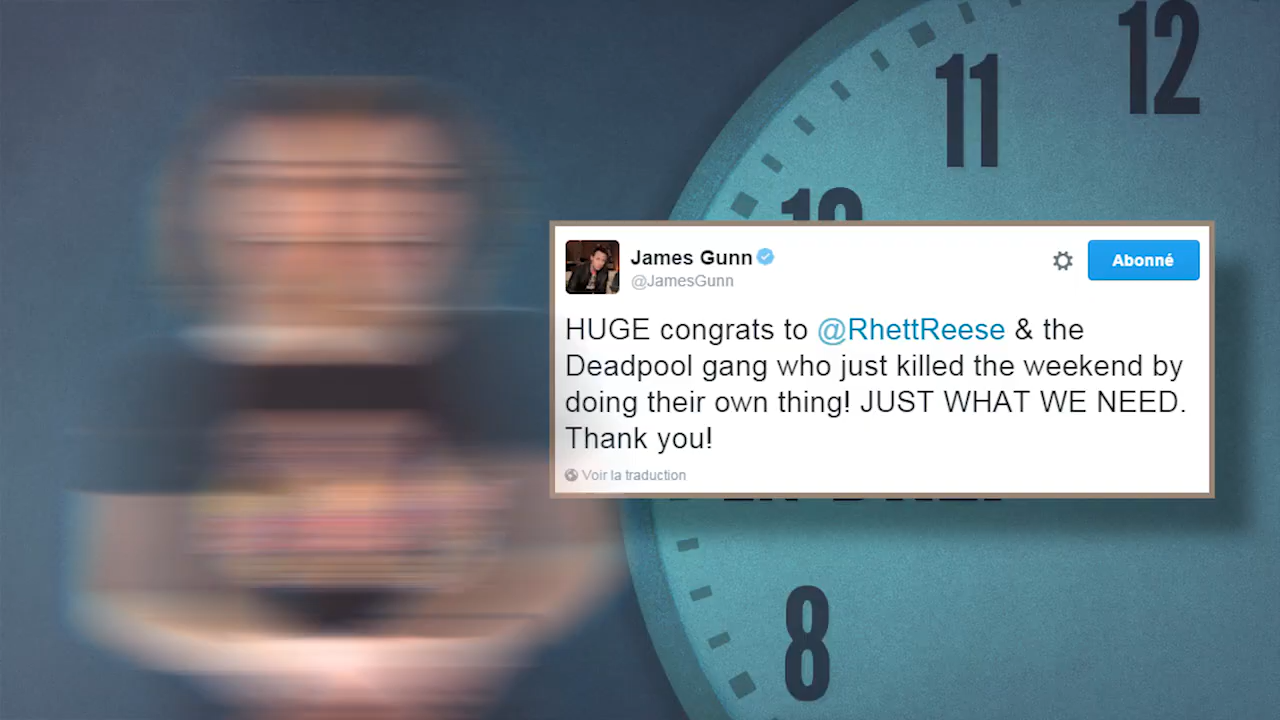 12
11
10
James Gunn
@JamesGunn
Abonné
HUGE congrats to @RhettReese & the
Deadpool gang who just killed the weekend by
doing their own thing! JUST WHAT WE NEED.
Thank you!
Voir la traduction
8